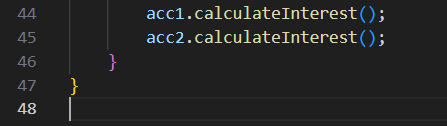 44 acc1.calculateInterest();
45 acc2.calculateInterest();
46 }
47 }
48